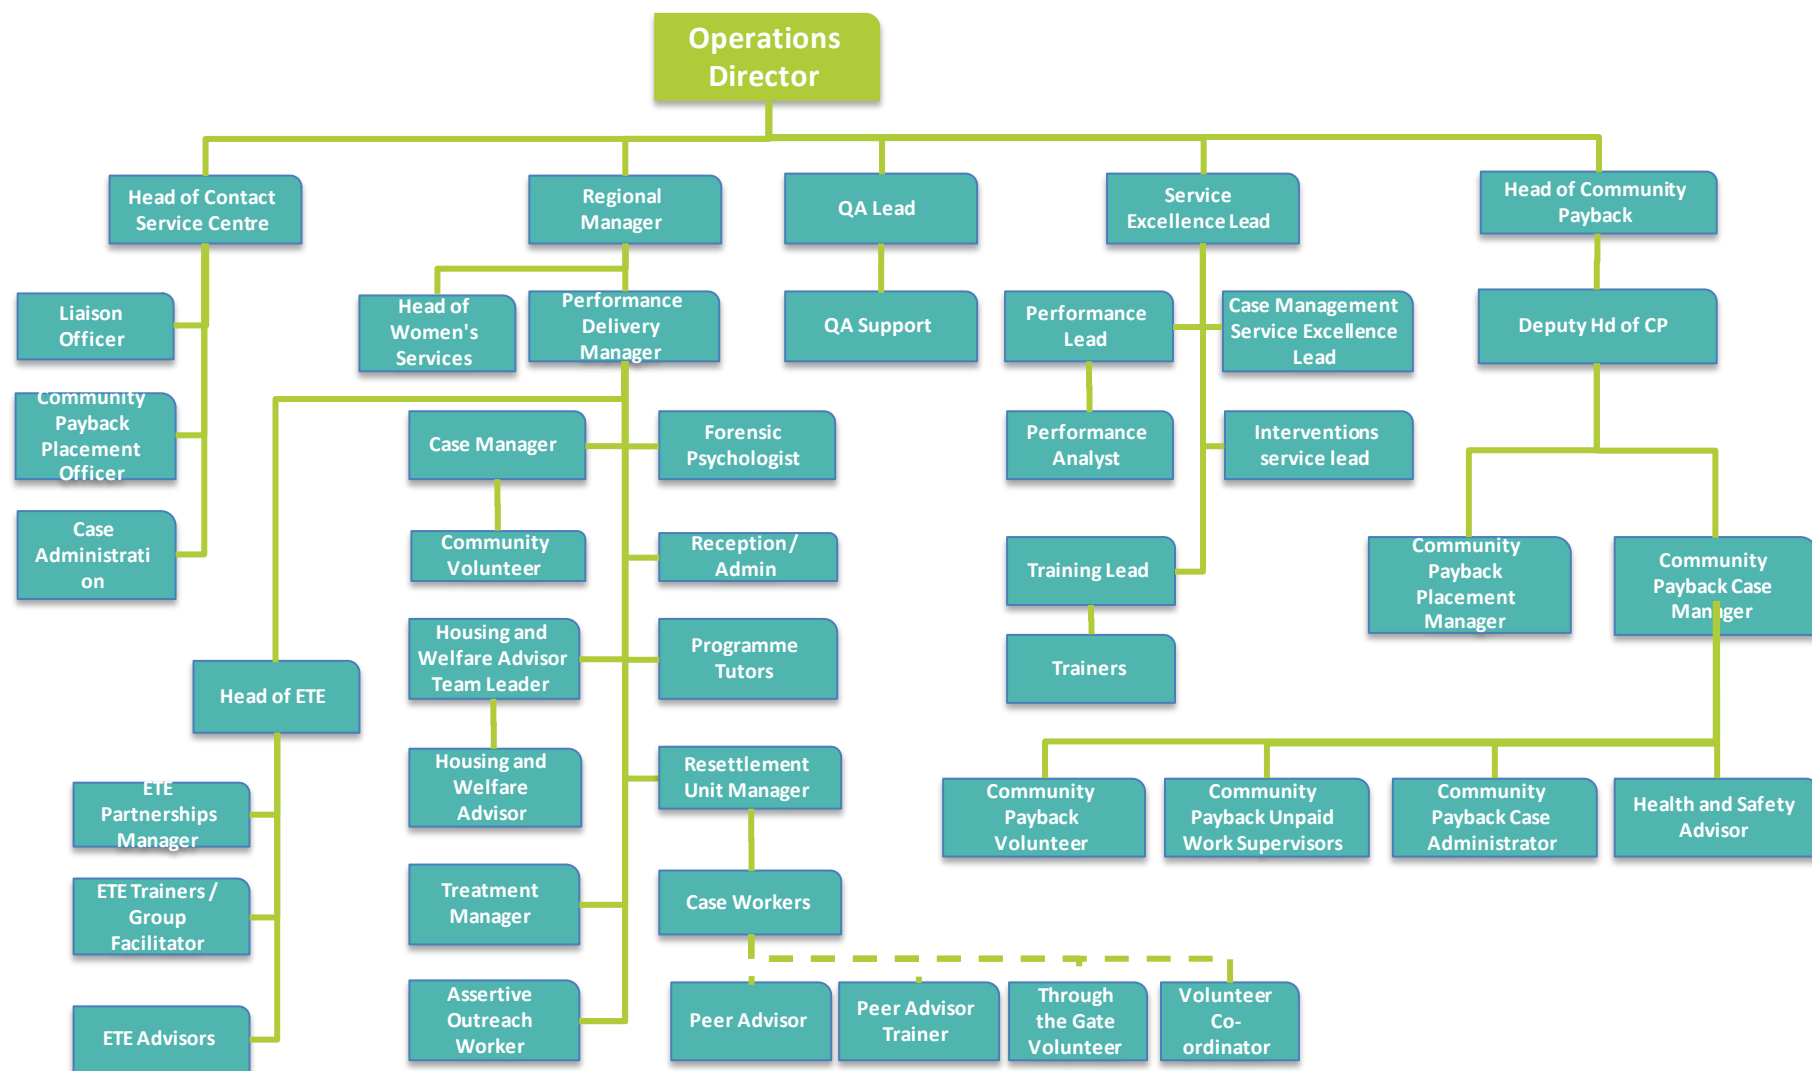 Operations
Director
Head of Contact
Service Centre
Regional
Manager
QA Lead
Service
Excellence Lead
Head of Community
Payback
Liaison
Officer
Head of
Women's
Services
Performance
Delivery
Manager
QA Support
Performance
Lead
Case Management
Service Excellence
Lead
Deputy Hd of CP
Community
Payback
Placement
Officer
Case Manager
Forensic
Psychologist
Performance
Analyst
Interventions
service lead
Case
Administrati
on
Community
Volunteer
Reception /
Admin
Training Lead
Community
Payback
Placement
Manager
Community
Payback Case
Manager
Housing and
Welfare Advisor
Team Leader
Programme
Tutors
Trainers
Head of ETE
Housing and
Welfare
Advisor
Resettlement
Unit Manager
Community
Payback
Volunteer
Community
Payback Unpaid
Work Supervisors
Community
Payback Case
Administrator
Health and Safety
Advisor
ETE
Partnerships
Manager
ETE Trainers /
Group
Facilitator
Treatment
Manager
Case Workers
ETE Advisors
Assertive
Outreach
Worker
Peer Advisor
Peer Advisor
Trainer
Through
the Gate
Volunteer
Volunteer
Co-
ordinator